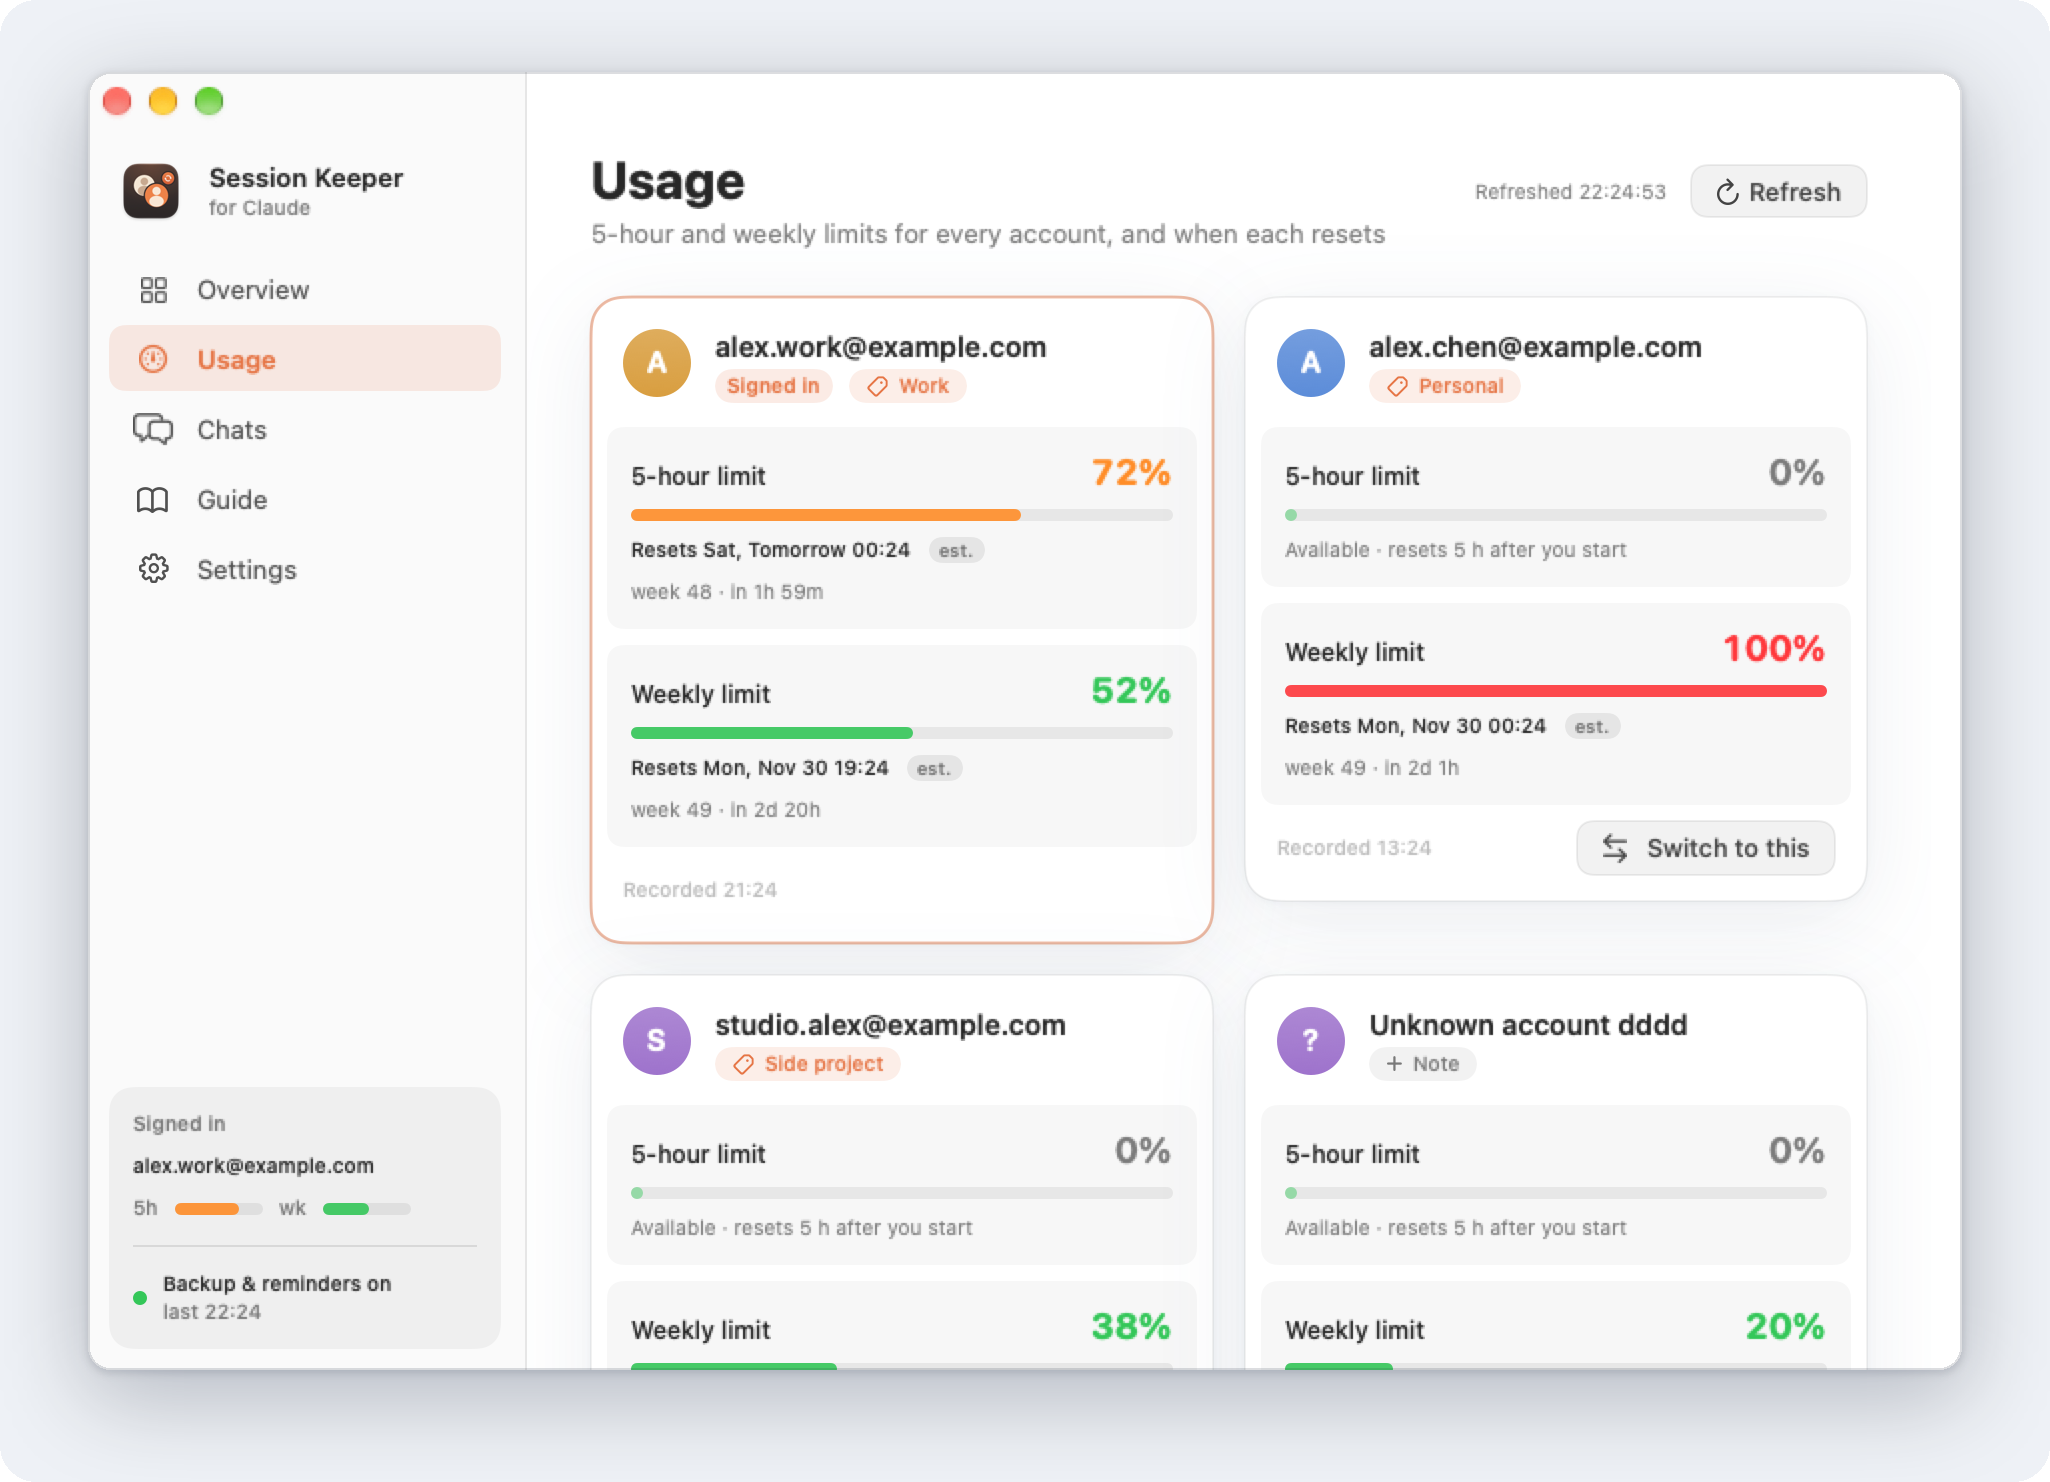 Session Keeper
for Claude
Overview
Usage
Chats
Guide
Settings
Signed in
alex.work@example.com
5h wk
Backup & reminders on
last 22:24
Usage
5-hour and weekly limits for every account, and when each resets
Refreshed 22:24:53
Refresh
A
alex.work@example.com
Signed in Work
5-hour limit 72%
Resets Sat, Tomorrow 00:24 est.
week 48 · in 1h 59m
Weekly limit 52%
Resets Mon, Nov 30 19:24 est.
week 49 · in 2d 20h
Recorded 21:24
A
alex.chen@example.com
Personal
5-hour limit 0%
Available · resets 5 h after you start
Weekly limit 100%
Resets Mon, Nov 30 00:24 est.
week 49 · in 2d 1h
Recorded 13:24
Switch to this
S
studio.alex@example.com
Side project
5-hour limit 0%
Available · resets 5 h after you start
Weekly limit 38%
?
Unknown account dddd
+ Note
5-hour limit 0%
Available · resets 5 h after you start
Weekly limit 20%